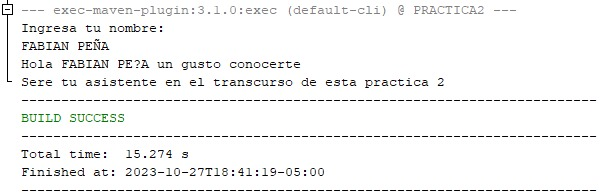 --- exec-maven-plugin:3.1.0:exec (default-cli) @ PRACTICA2 ---
Ingresa tu nombre:
FABIAN PEÑA
Hola FABIAN PE?A un gusto conocerte
Sere tu asistente en el transcurso de esta practica 2
------------------------------------------------------------------------
BUILD SUCCESS
------------------------------------------------------------------------
Total time:  15.274 s
Finished at: 2023-10-27T18:41:19-05:00
------------------------------------------------------------------------